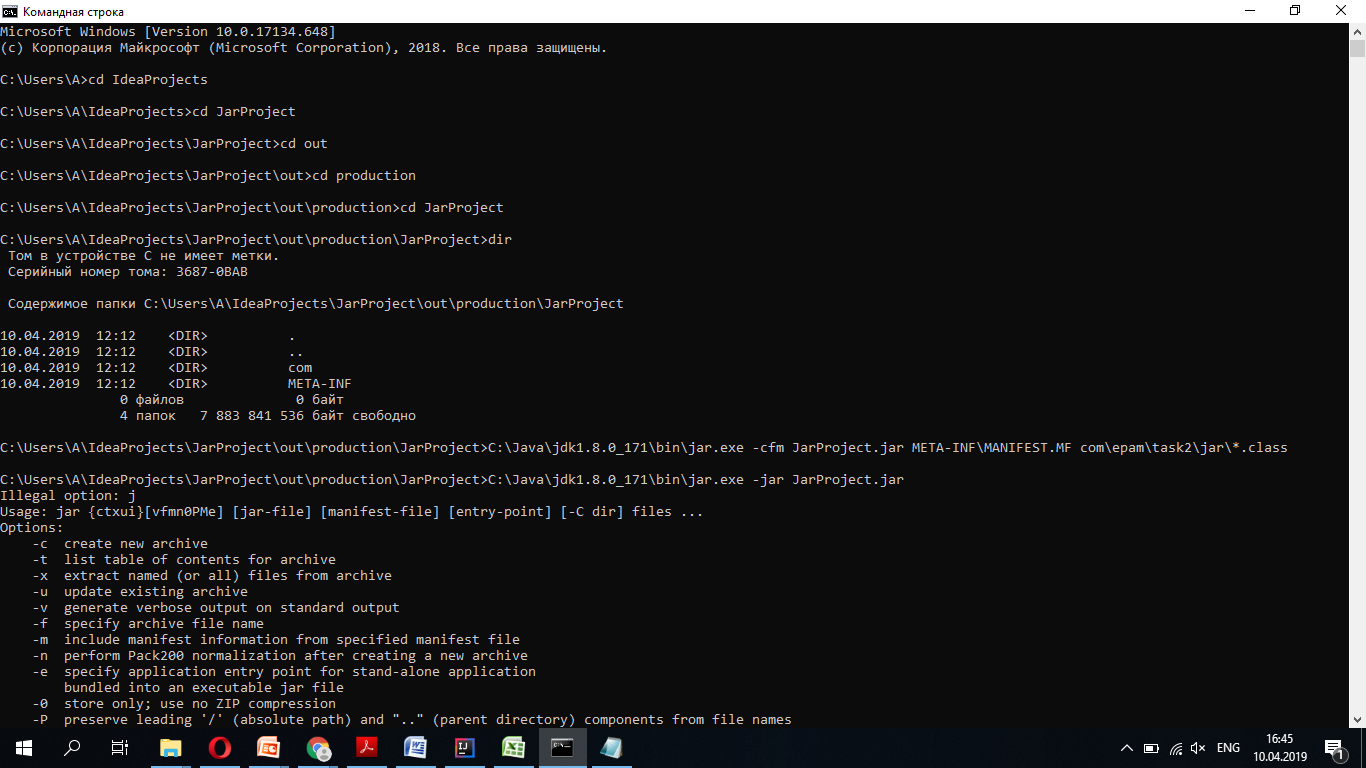 Командная строка
Microsoft Windows [Version 10.0.17134.648]
(c) Корпорация Майкрософт (Microsoft Corporation), 2018. Все права защищены.
C:\Users\A>cd IdeaProjects
C:\Users\A\IdeaProjects>cd JarProject
C:\Users\A\IdeaProjects\JarProject>cd out
C:\Users\A\IdeaProjects\JarProject\out>cd production
C:\Users\A\IdeaProjects\JarProject\out\production>cd JarProject
C:\Users\A\IdeaProjects\JarProject\out\production\JarProject>dir
 Том в устройстве C не имеет метки.
 Серийный номер тома: 3687-0BAB
 Содержимое папки C:\Users\A\IdeaProjects\JarProject\out\production\JarProject
10.04.2019  12:12    <DIR>          .
10.04.2019  12:12    <DIR>          ..
10.04.2019  12:12    <DIR>          com
10.04.2019  12:12    <DIR>          META-INF
               0 файлов              0 байт
               4 папок   7 883 841 536 байт свободно
C:\Users\A\IdeaProjects\JarProject\out\production\JarProject>C:\Java\jdk1.8.0_171\bin\jar.exe -cfm JarProject.jar META-INF\MANIFEST.MF com\epam\task2\jar\*.class
C:\Users\A\IdeaProjects\JarProject\out\production\JarProject>C:\Java\jdk1.8.0_171\bin\jar.exe -jar JarProject.jar
Illegal option: j
Usage: jar {ctxui}[vfmn0PMe] [jar-file] [manifest-file] [entry-point] [-C dir] files ...
Options:
    -c  create new archive
    -t  list table of contents for archive
    -x  extract named (or all) files from archive
    -u  update existing archive
    -v  generate verbose output on standard output
    -f  specify archive file name
    -m  include manifest information from specified manifest file
    -n  perform Pack200 normalization after creating a new archive
    -e  specify application entry point for stand-alone application
        bundled into an executable jar file
    -0  store only; use no ZIP compression
    -P  preserve leading '/' (absolute path) and ".." (parent directory) components from file names
ENG
16:45
10.04.2019
1